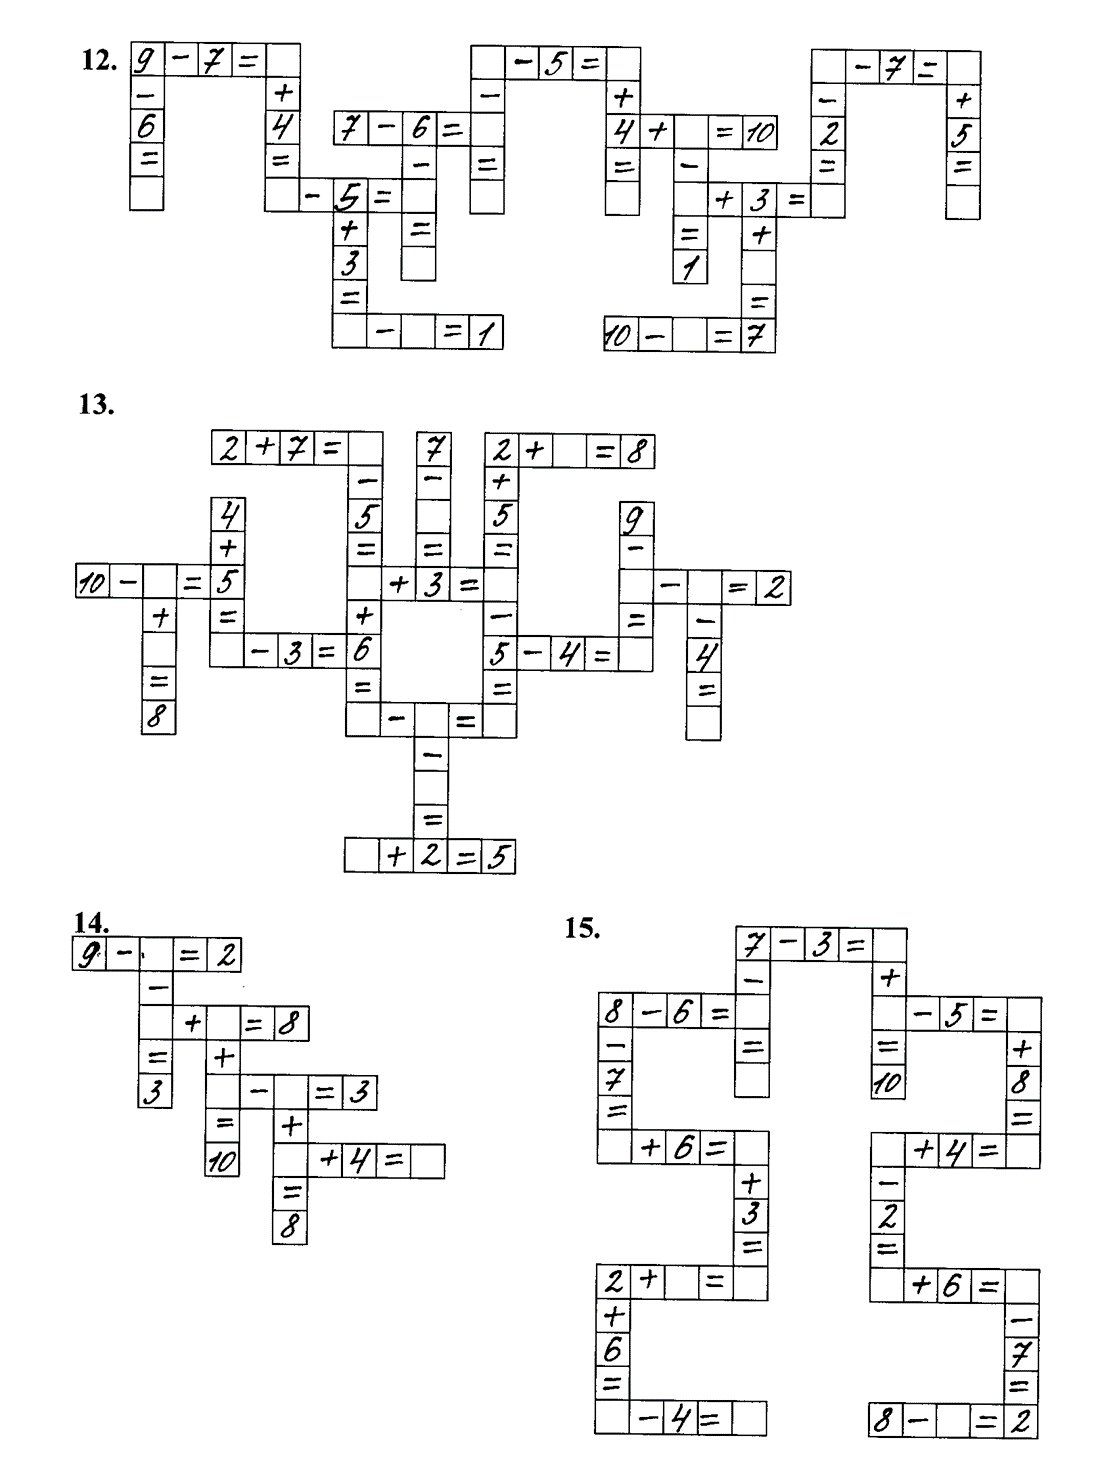 12. 9 - 7 =
- 5 =
- 7 =
- + - + - +
6 4 7 - 6 = 4 + = 10 2 5
= = - = = - = =
- 5 = + 3 =
+ = = +
3 1
= =
- = 1 10 - = 7
13.
2 + 7 = 7 2 + = 8
- - +
4 5 5 9
+ = = = -
10 - = 5 + 3 = - = 2
+ = + - = -
- 3 = 6 5 - 4 = 4
= = = =
8 - =
-
=
+ 2 = 5
14. 15.
9 - = 2 7 - 3 =
- - +
+ = 8 8 - 6 = - 5 =
= + - = = +
3 - = 3 7 10 8
= + = =
10 + 4 = + 6 = + 4 =
= + -
8 3 2
= =
2 + = + 6 =
+ -
6 7
= =
- 4 = 8 - = 2